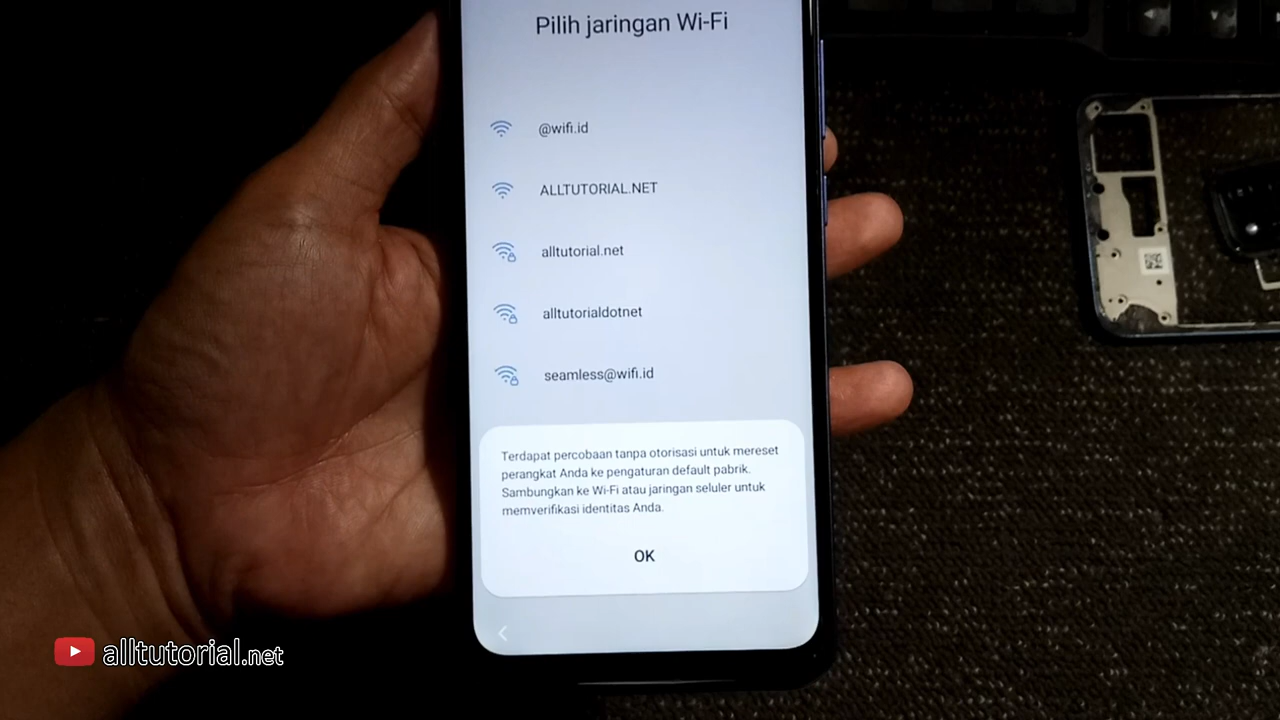 Pilih jaringan Wi-Fi
@wifi.id
ALLTUTORIAL.NET
alltutorial.net
alltutorialdotnet
seamless@wifi.id
Terdapat percobaan tanpa otorisasi untuk mereset
perangkat Anda ke pengaturan default pabrik.
Sambungkan ke Wi-Fi atau jaringan seluler untuk
memverifikasi identitas Anda.
OK
alltutorial.net